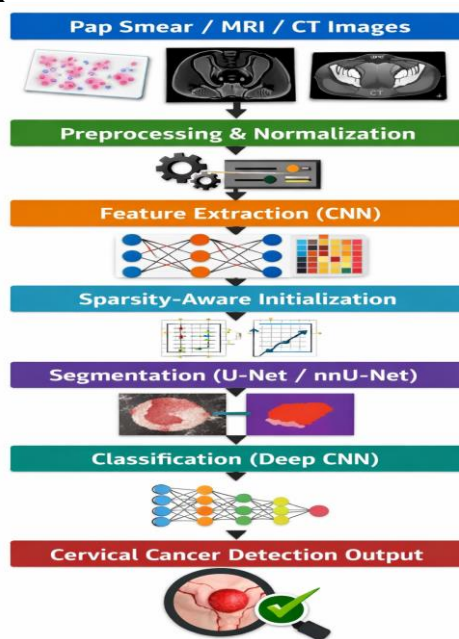 Pap Smear / MRI / CT Images
CT
Preprocessing & Normalization
Feature Extraction (CNN)
Sparsity-Aware Initialization
Segmentation (U-Net / nnU-Net)
Classification (Deep CNN)
Cervical Cancer Detection Output